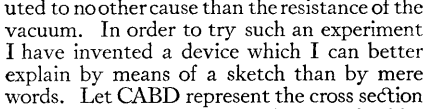 uted to no other cause than the resistance of the
vacuum. In order to try such an experiment
I have invented a device which I can better
explain by means of a sketch than by mere
words. Let CABD represent the cross section